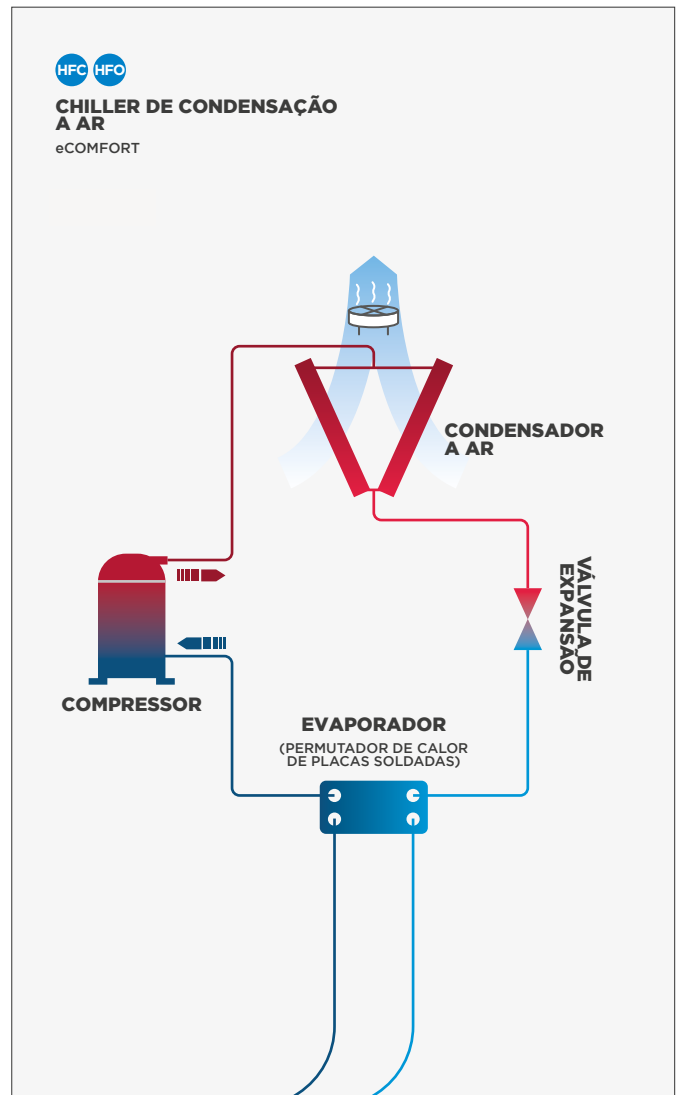 HFC HFO
CHILLER DE CONDENSAÇÃO
A AR
eCOMFORT
CONDENSADOR
A AR
VÁLVULA DE
EXPANSÃO
COMPRESSOR
EVAPORADOR
(PERMUTADOR DE CALOR
DE PLACAS SOLDADAS)